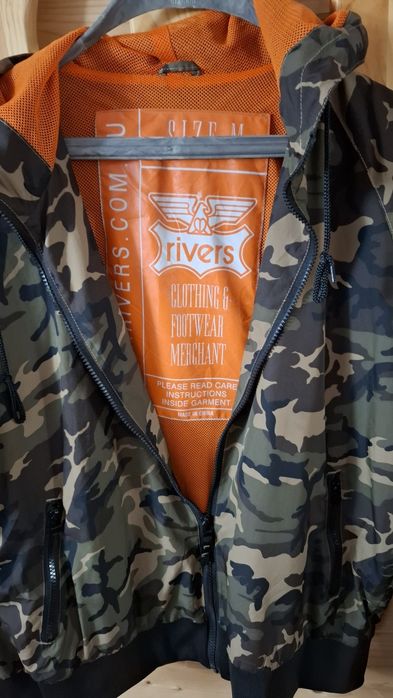 SIZE M
RIVERS.COM.AU
rivers
CLOTHING &
FOOTWEAR
MERCHANT
PLEASE READ CARE
INSTRUCTIONS
INSIDE GARMENT
MADE IN CHINA